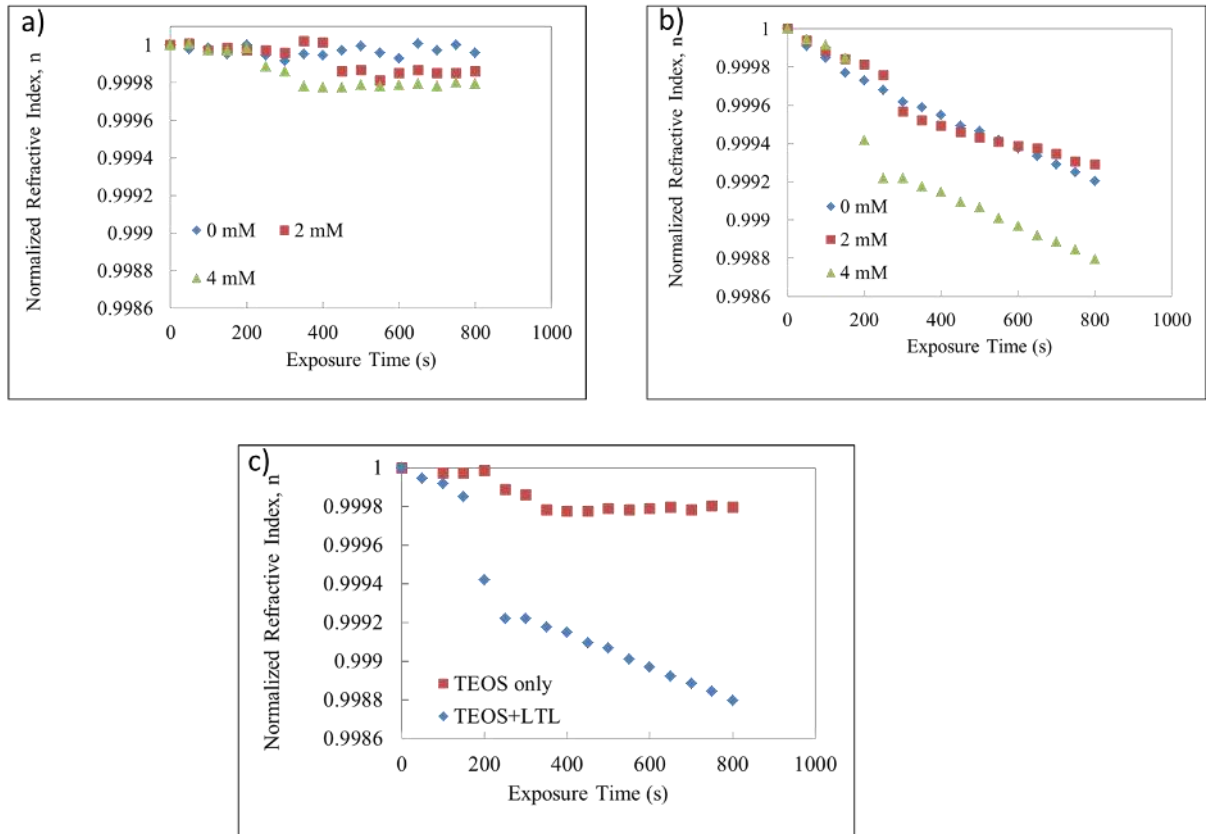 a)
Normalized Refractive Index, n
1
0.9998
0.9996
0.9994
0.9992
0.999
0.9988
0.9986
0 mM 2 mM
4 mM
0 200 400 600 800 1000
Exposure Time (s)
b)
Normalized Refractive Index, n
1
0.9998
0.9996
0.9994
0.9992
0.999
0.9988
0.9986
0 mM
2 mM
4 mM
0 200 400 600 800 1000
Exposure Time (s)
c)
Normalized Refractive Index, n
1
0.9998
0.9996
0.9994
0.9992
0.999
0.9988
0.9986
TEOS only
TEOS+LTL
0 200 400 600 800 1000
Exposure Time (s)